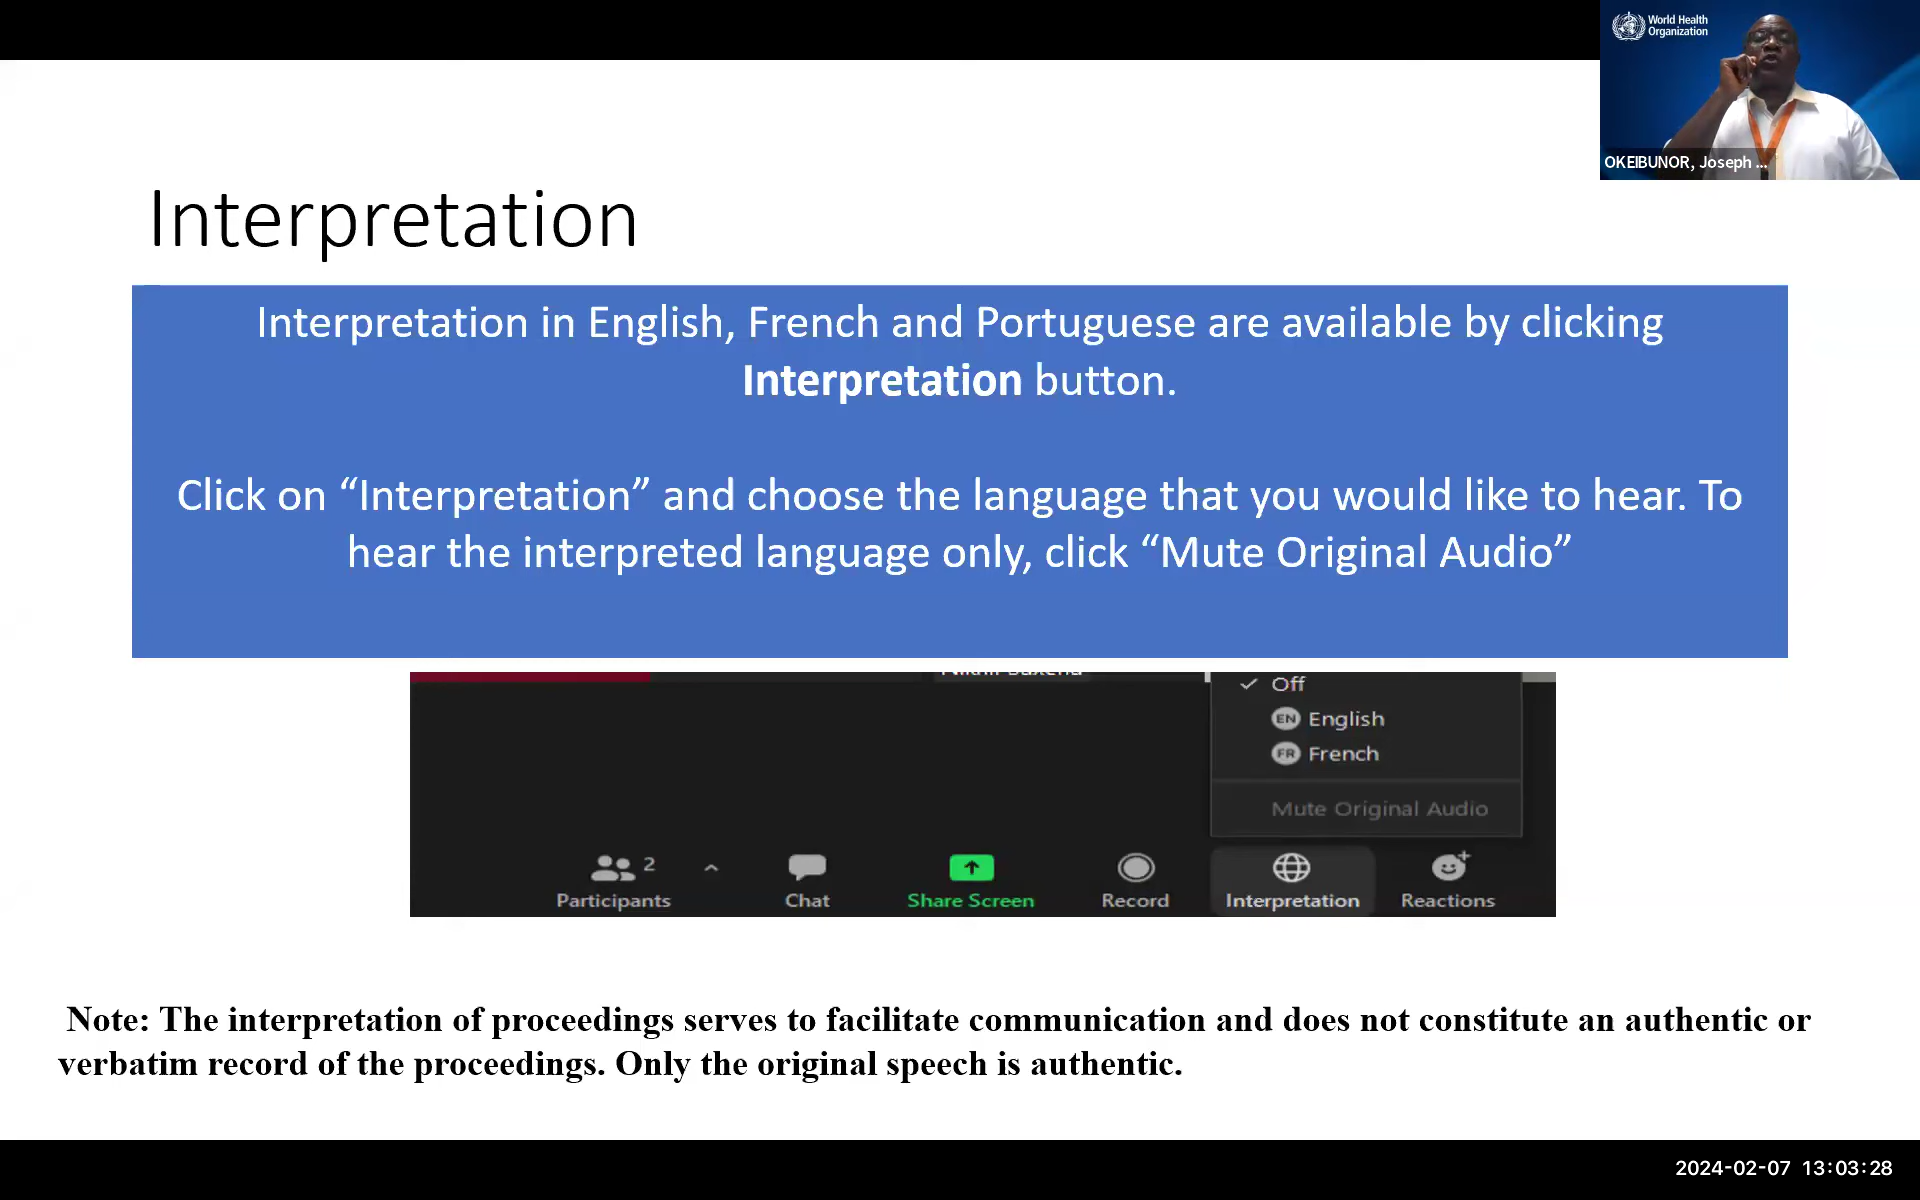 World Health
Organization
OKEIBUNOR, Joseph ...
Interpretation
Interpretation in English, French and Portuguese are available by clicking
Interpretation button.
Click on “Interpretation” and choose the language that you would like to hear. To
hear the interpreted language only, click “Mute Original Audio”
Off
EN English
FR French
Mute Original Audio
2
Participants
Chat
Share Screen
Record
Interpretation
Reactions
Note: The interpretation of proceedings serves to facilitate communication and does not constitute an authentic or
verbatim record of the proceedings. Only the original speech is authentic.
2024-02-07 13:03:28